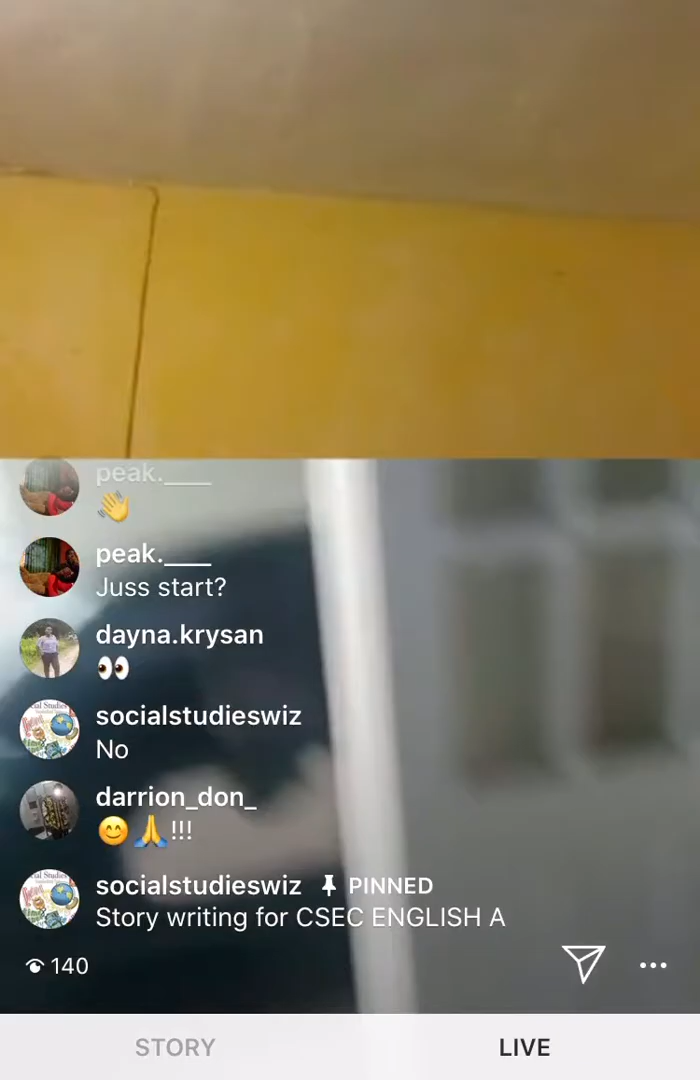 peak.____
👋
peak.____
Juss start?
dayna.krysan
👀
socialstudieswiz
No
darrion_don_
😊🙏!!!
socialstudieswiz PINNED
Story writing for CSEC ENGLISH A
140
STORY LIVE